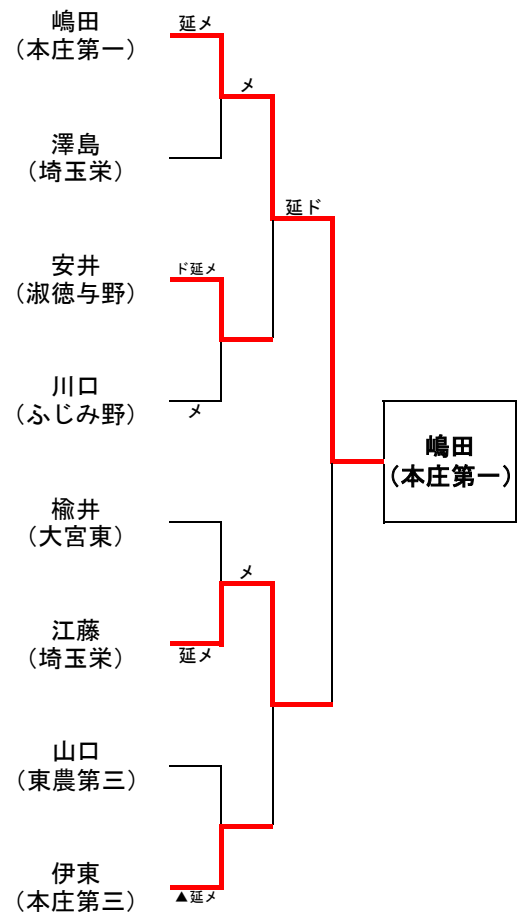 嶋田
（本庄第一）
延メ
メ
澤島
（埼玉栄）
延ド
安井
（淑徳与野）
ド延メ
川口
（ふじみ野）
メ
嶋田
（本庄第一）
楡井
（大宮東）
メ
江藤
（埼玉栄）
延メ
山口
（東農第三）
伊東
（本庄第三）
▲延メ